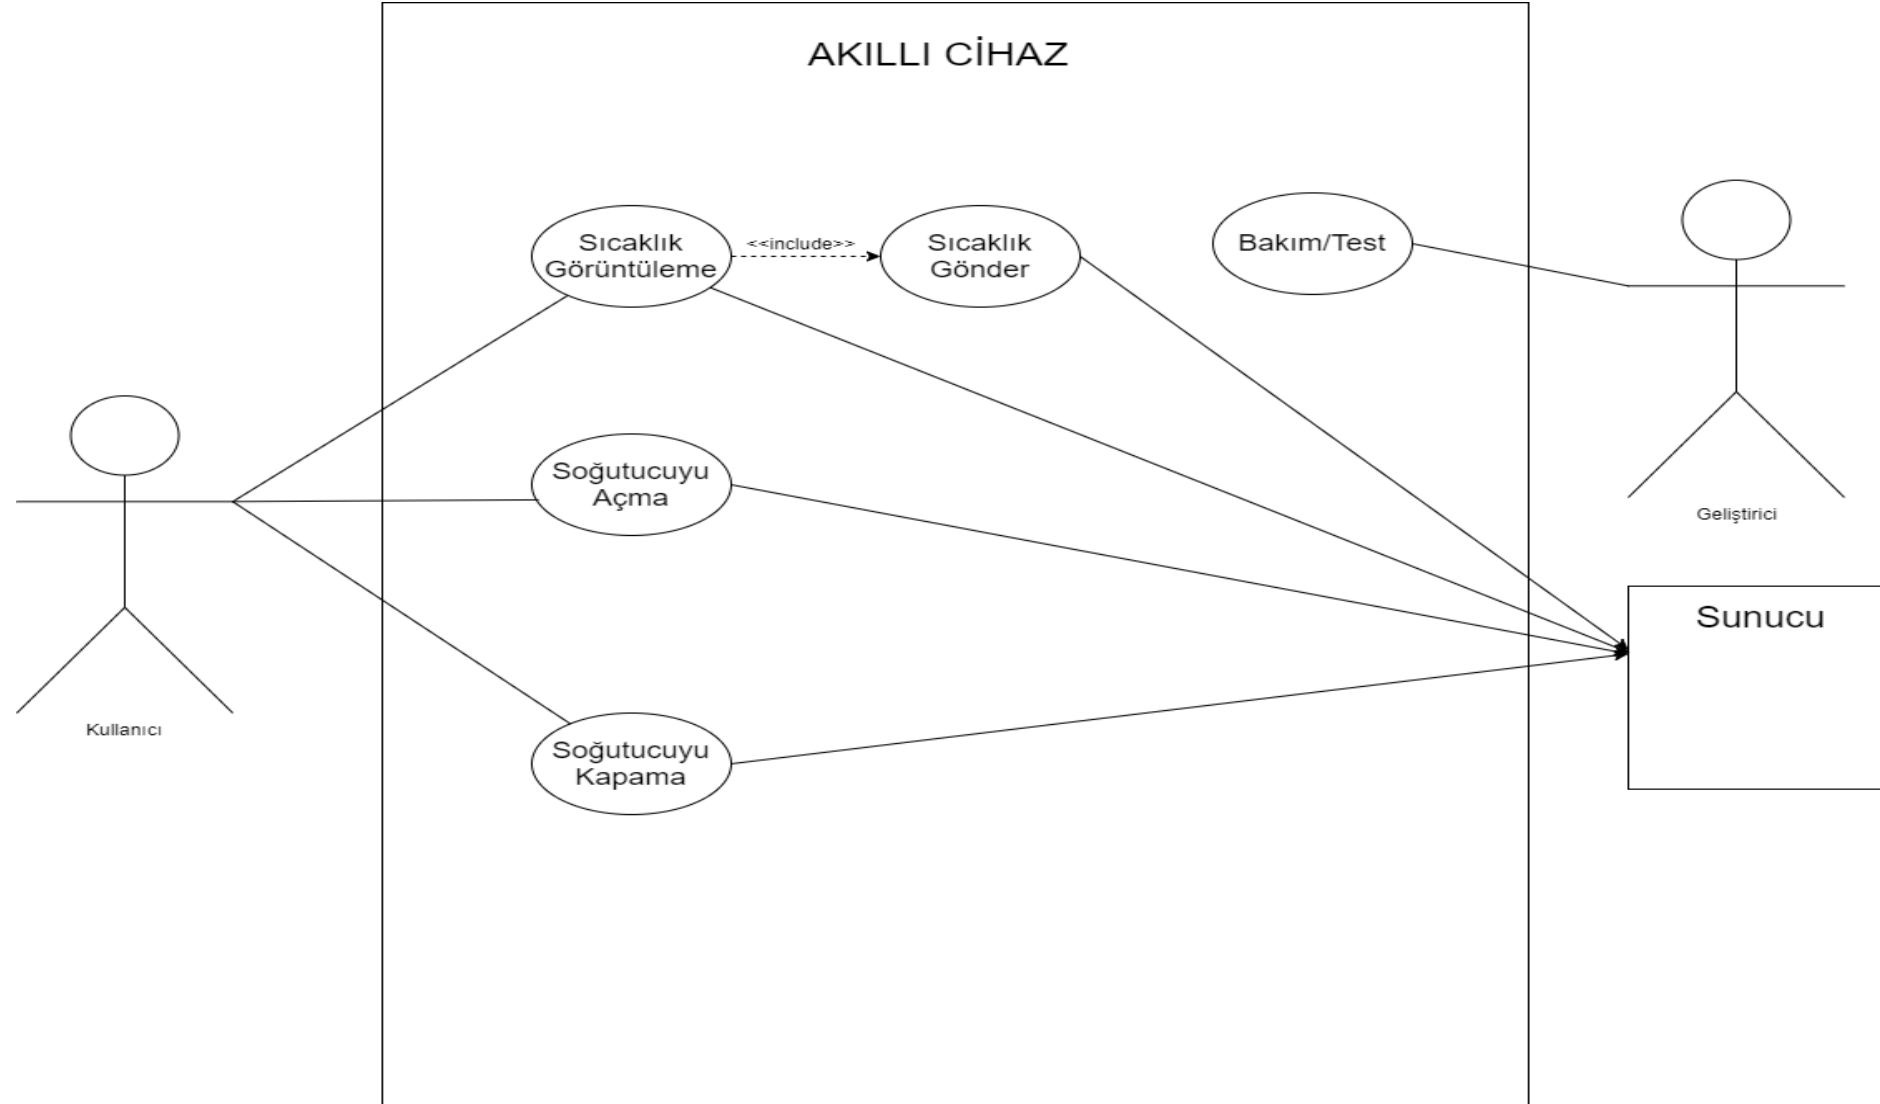 AKILLI CİHAZ
Sıcaklık
Görüntüleme
<<include>>
Sıcaklık
Gönder
Bakım/Test
Soğutucuyu
Açma
Geliştirici
Sunucu
Kullanıcı
Soğutucuyu
Kapama